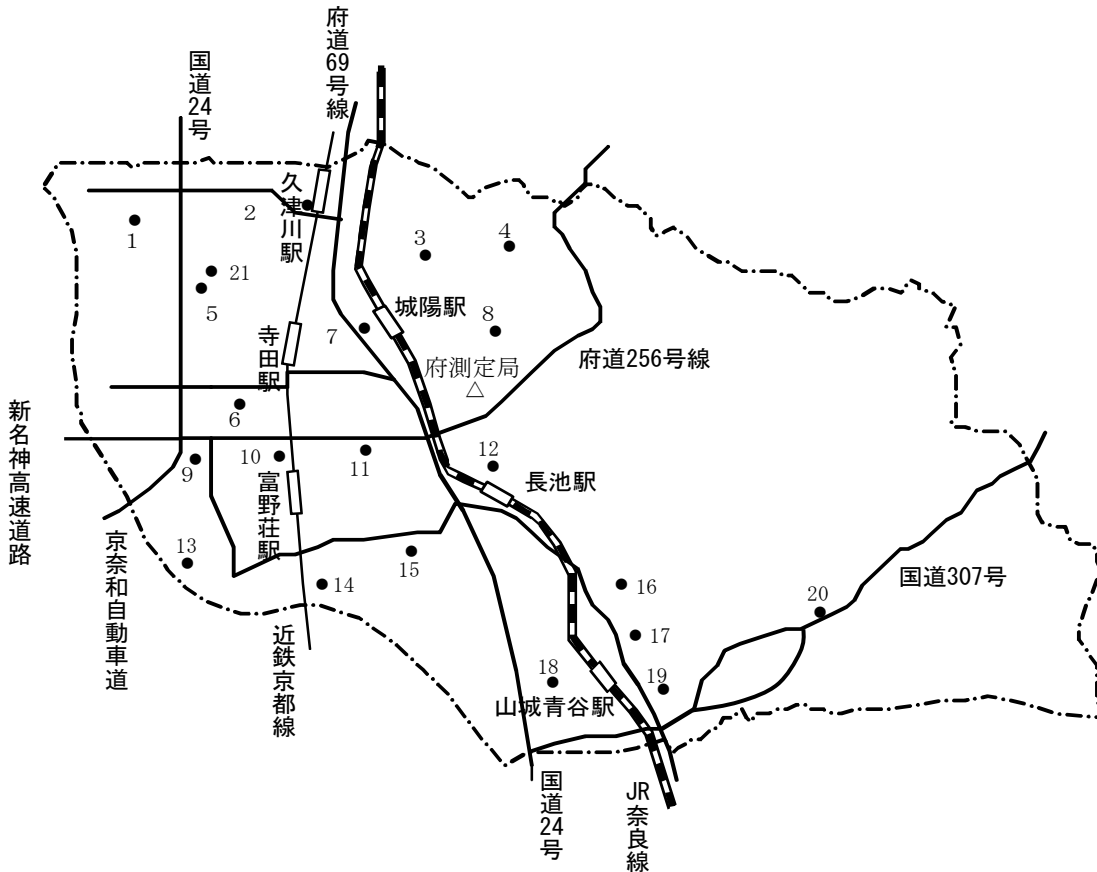 府道69号線
国道24号
久津川駅
2
1
3
4
21
5
城陽駅
7
8
寺田駅
府測定局
△
府道256号線
6
新名神高速道路
9
10
11
12
長池駅
富野荘駅
京奈和自動車道
13
14
15
16
国道307号
20
17
近鉄京都線
18
19
山城青谷駅
国道24号
JR奈良線